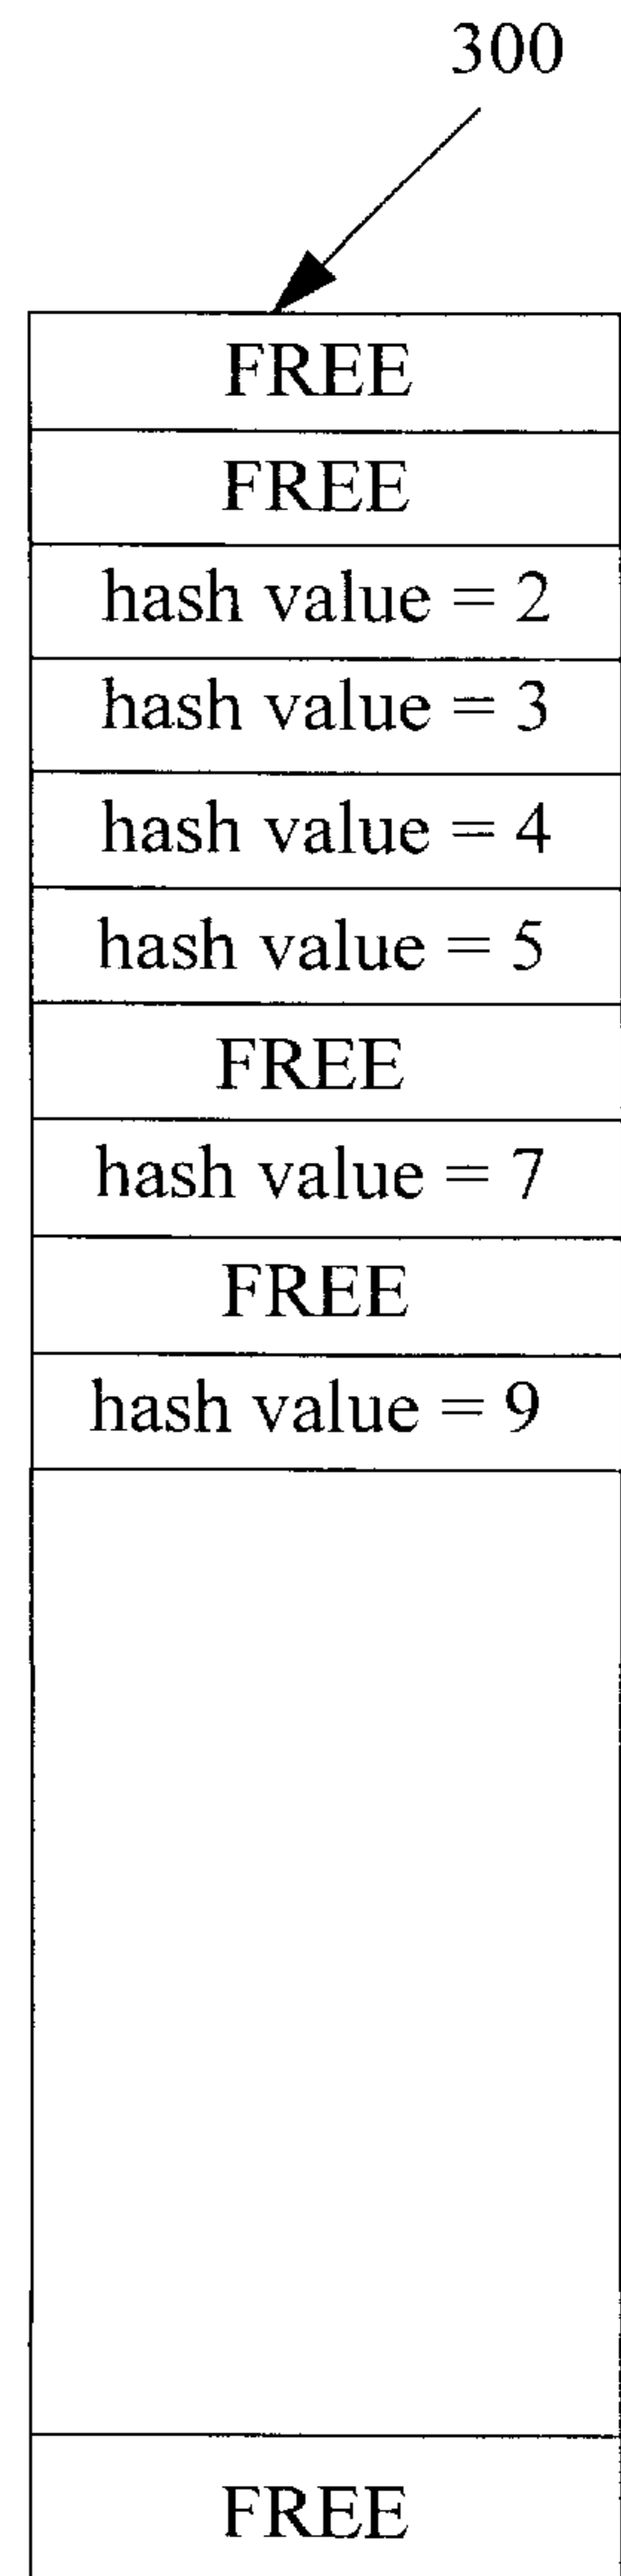 300
FREE
FREE
hash value = 2
hash value = 3
hash value = 4
hash value = 5
FREE
hash value = 7
FREE
hash value = 9
FREE